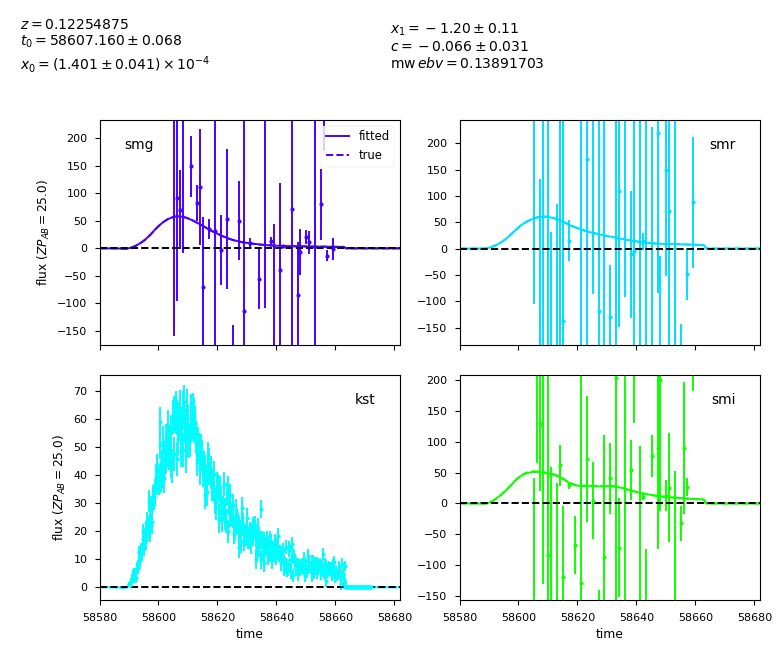 z = 0.12254875
t0 = 58607.160 ± 0.068
x0 = (1.401 ± 0.041) × 10^−4
x1 = −1.20 ± 0.11
c = −0.066 ± 0.031
mw ebv = 0.13891703
smg
fitted
true
200
150
100
50
0
−50
−100
−150
flux (ZP_AB = 25.0)
smr
200
150
100
50
0
−50
−100
−150
kst
70
60
50
40
30
20
10
0
flux (ZP_AB = 25.0)
58580 58600 58620 58640 58660 58680
time
smi
200
150
100
50
0
−50
−100
−150
58580 58600 58620 58640 58660 58680
time